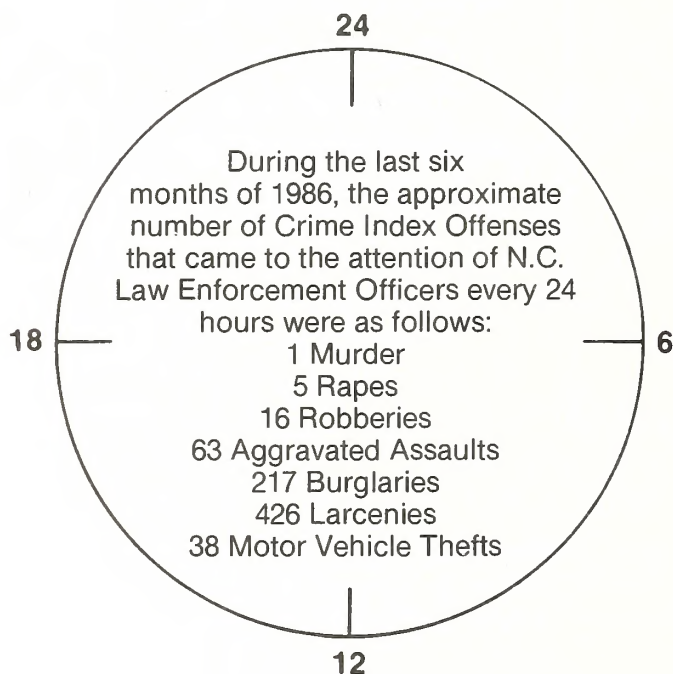 24
During the last six
months of 1986, the approximate
number of Crime Index Offenses
that came to the attention of N.C.
Law Enforcement Officers every 24
hours were as follows:
18
6
1 Murder
5 Rapes
16 Robberies
63 Aggravated Assaults
217 Burglaries
426 Larcenies
38 Motor Vehicle Thefts
12